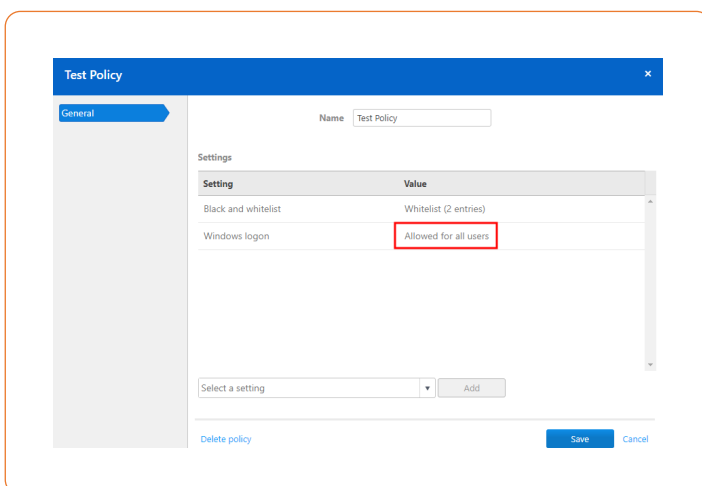 Test Policy ×
General
Name Test Policy
Settings
Setting Value
Black and whitelist Whitelist (2 entries)
Windows logon Allowed for all users
Select a setting Add
Delete policy Save Cancel